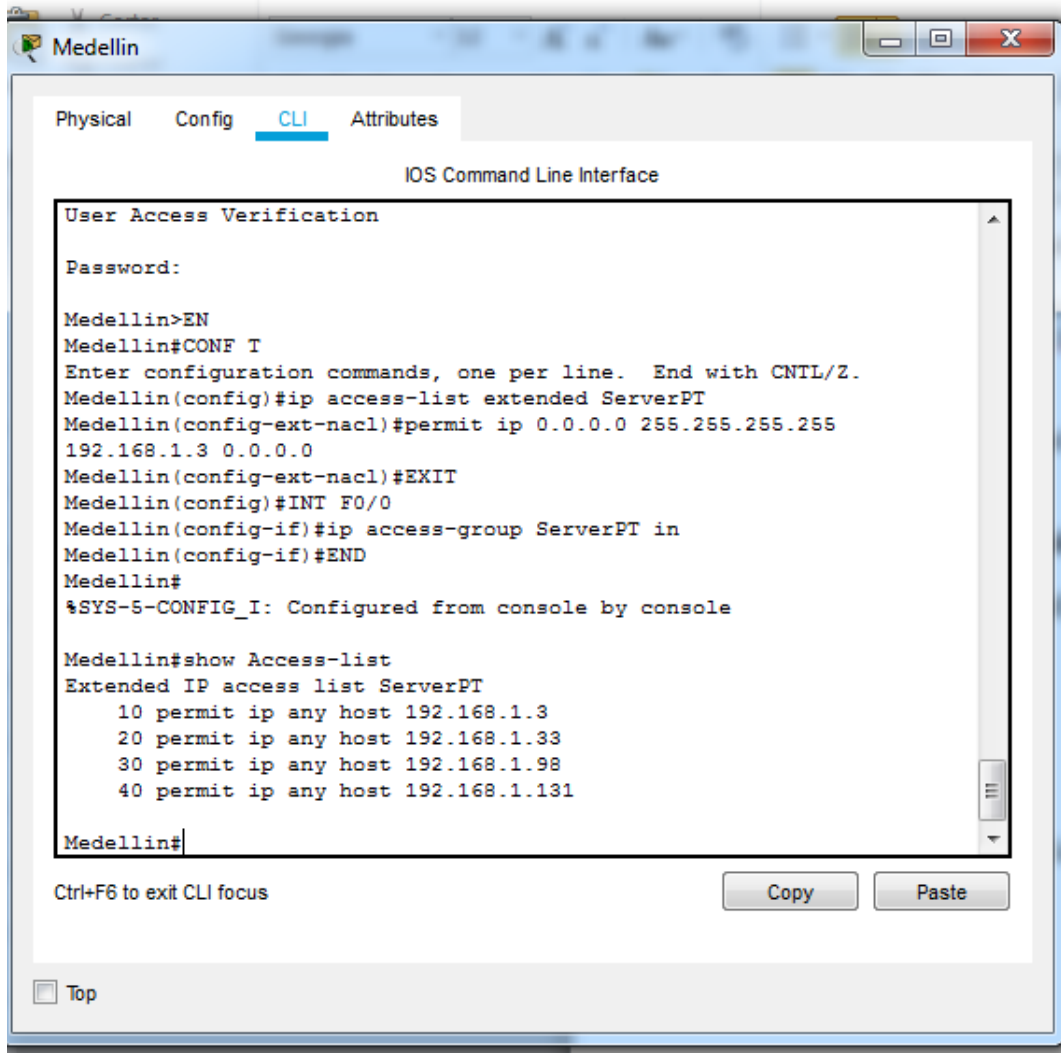 Medellin
Physical Config CLI Attributes
IOS Command Line Interface
User Access Verification
Password:
Medellin>EN
Medellin#CONF T
Enter configuration commands, one per line.  End with CNTL/Z.
Medellin(config)#ip access-list extended ServerPT
Medellin(config-ext-nacl)#permit ip 0.0.0.0 255.255.255.255
192.168.1.3 0.0.0.0
Medellin(config-ext-nacl)#EXIT
Medellin(config)#INT F0/0
Medellin(config-if)#ip access-group ServerPT in
Medellin(config-if)#END
Medellin#
%SYS-5-CONFIG_I: Configured from console by console
Medellin#show Access-list
Extended IP access list ServerPT
    10 permit ip any host 192.168.1.3
    20 permit ip any host 192.168.1.33
    30 permit ip any host 192.168.1.98
    40 permit ip any host 192.168.1.131
Medellin#
Ctrl+F6 to exit CLI focus
Copy Paste
Top